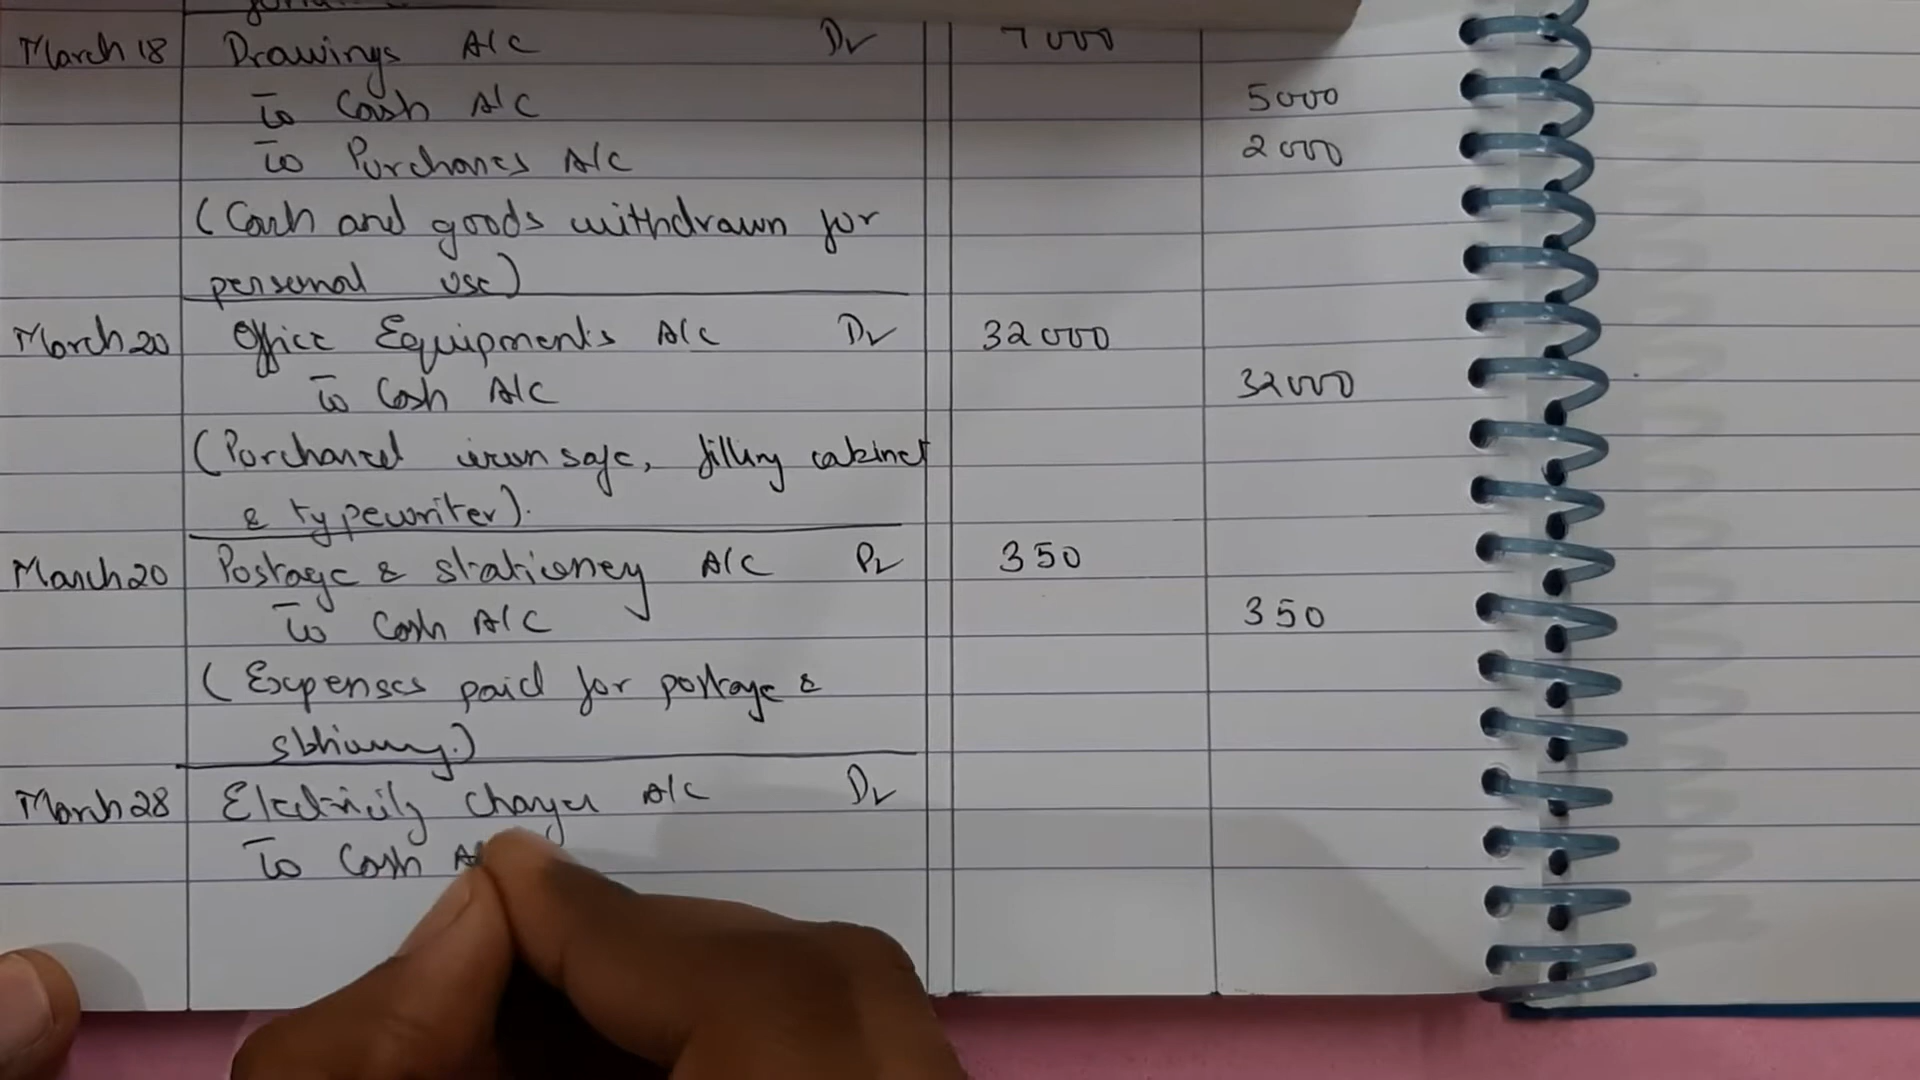 March 18 Drawings A/C Dr 7000
To Cash A/C 5000
To Purchases A/C 2000
(Cash and goods withdrawn for
personal use)
March 20 Office Equipments A/C Dr 32000
To Cash A/C 32000
(Purchased iron safe, filling cabinet
& typewriter).
March 20 Postage & stationery A/C Dr 350
To Cash A/C 350
(Expenses paid for postage &
March 28 Electricity charges A/C Dr
To Cash